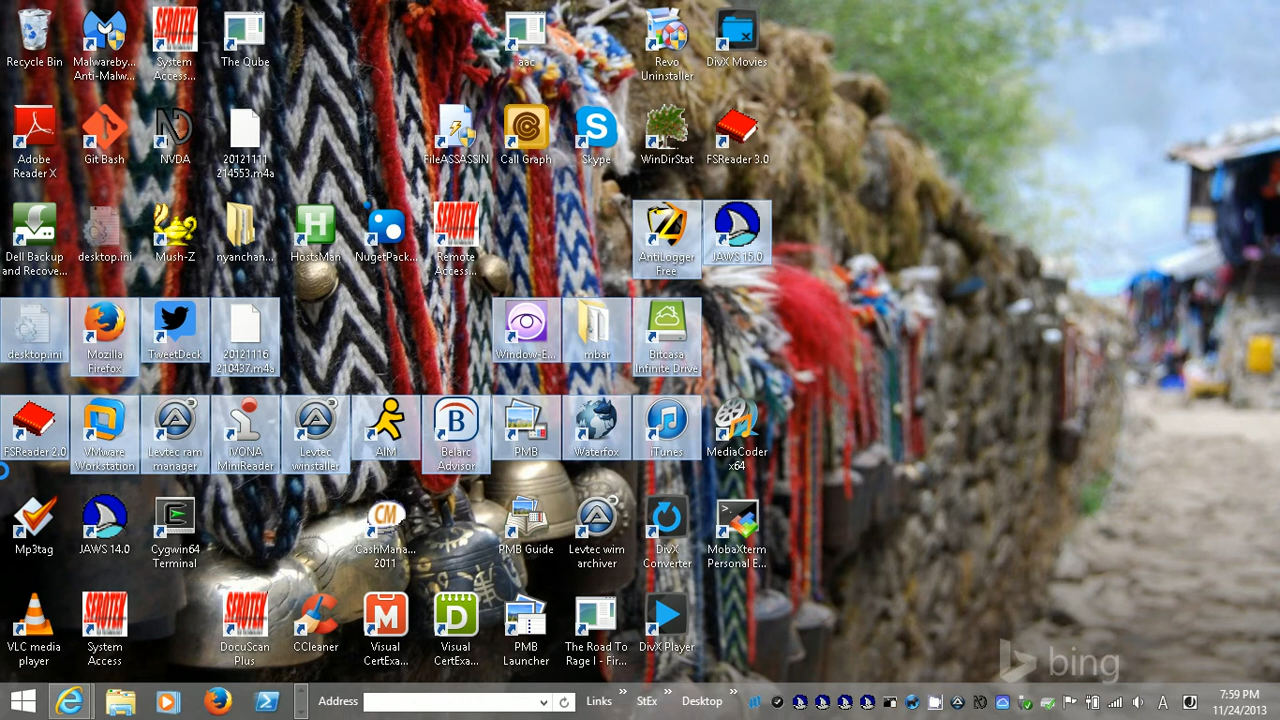 Recycle Bin
Malwareby...
Anti-Malw...
SEROTEK
System
Access...
The Qube
aac
Revo
Uninstaller
DivX Movies
Adobe
Reader X
Git Bash
NVDA
20121111
214553.m4a
FileASSASSIN
Call Graph
Skype
WinDirStat
FSReader 3.0
Dell Backup
and Recove...
desktop.ini
Mush-Z
nyanchan...
H
HostsMan
NugetPack...
SEROTEK
Remote
Access...
AntiLogger
Free
JAWS 15.0
desktop.ini
Mozilla
Firefox
TweetDeck
20121116
210437.m4a
Window-E...
mbar
Bitcasa
Infinite Drive
FSReader 2.0
VMware
Workstation
Levtec ram
manager
IVONA
MiniReader
Levtec
winstaller
AIM
B
Belarc
Advisor
PMB
Waterfox
iTunes
MediaCoder
x64
Mp3tag
JAWS 14.0
Cygwin64
Terminal
CM
CashMana...
2011
PMB Guide
Levtec wim
archiver
DivX
Converter
MobaXterm
Personal E...
VLC media
player
SEROTEK
System
Access
SEROTEK
DocuScan
Plus
CCleaner
M
Visual
CertExa...
D
Visual
CertExa...
PMB
Launcher
The Road To
Rage I - Fir...
DivX Player
bing
Address
Links
StEx
Desktop
A
7:59 PM
11/24/2013